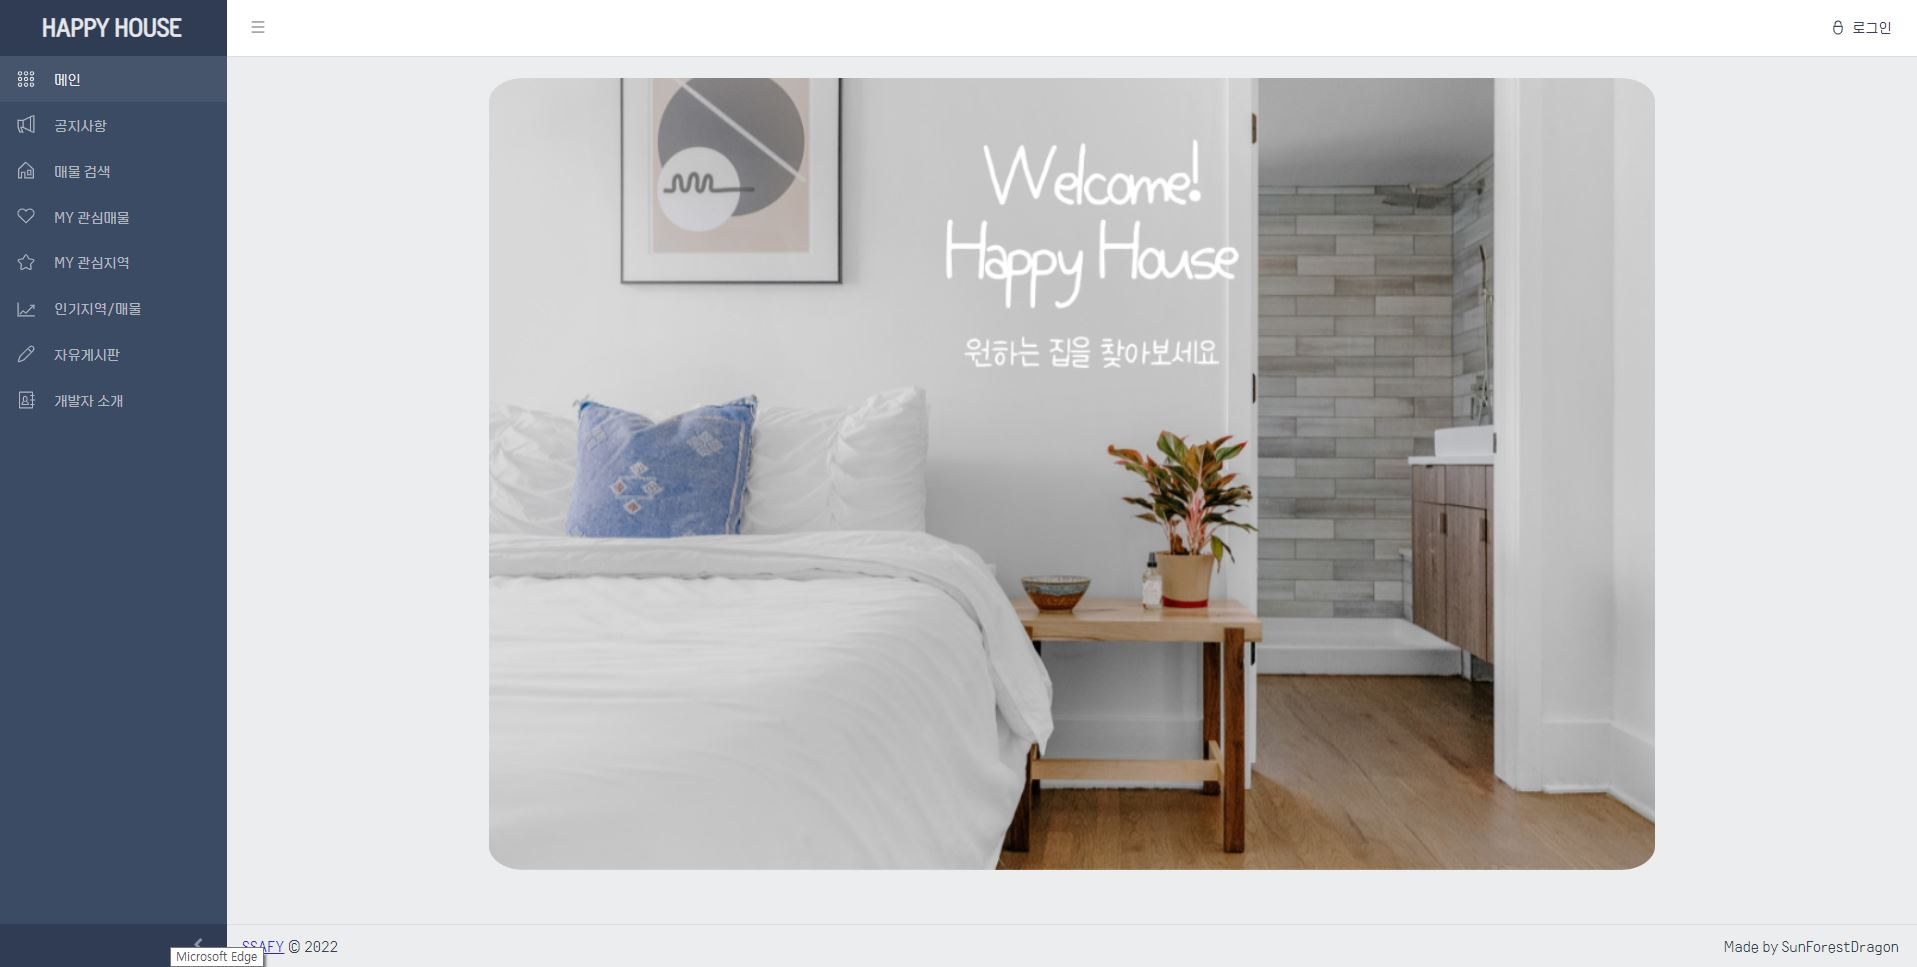 HAPPY HOUSE
로그인
메인
공지사항
매물 검색
MY 관심매물
MY 관심지역
인기지역/매물
자유게시판
개발자 소개
Welcome!
Happy House
원하는 집을 찾아보세요
SSAFY © 2022
Made by SunForestDragon
Microsoft Edge